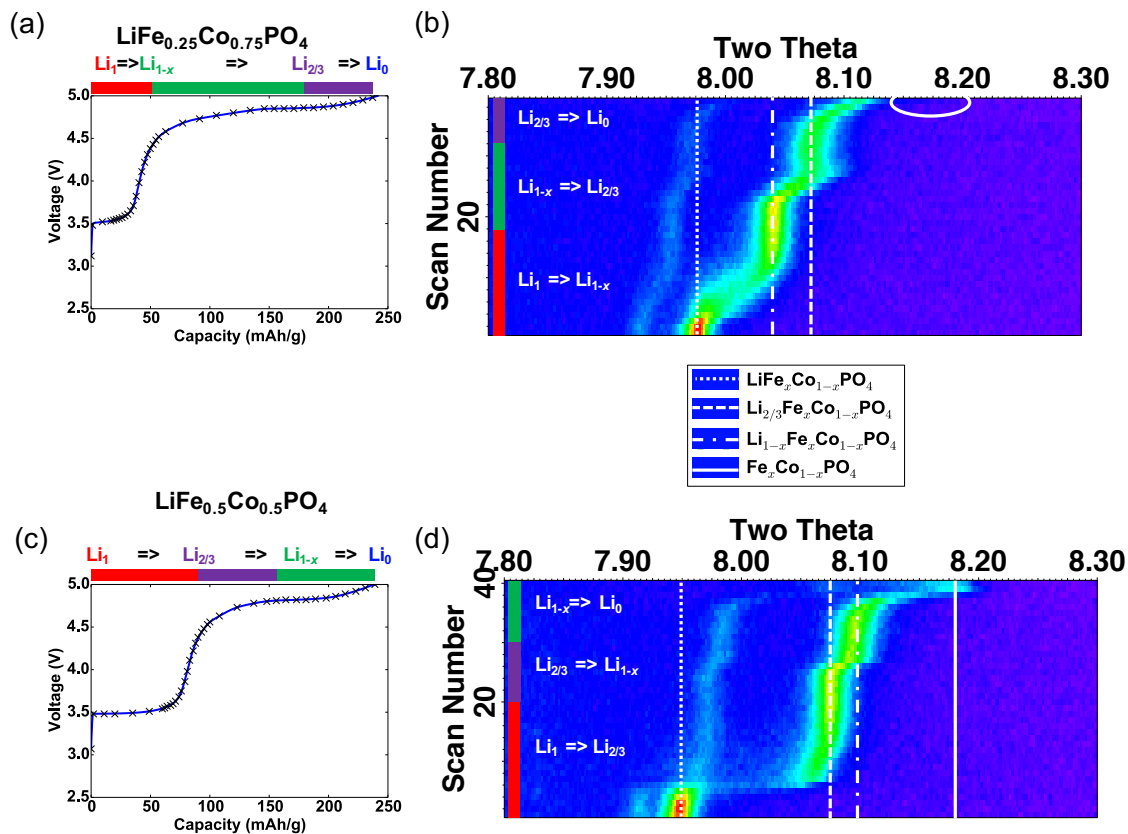 (a)
LiFe0.25Co0.75PO4
Li1=>Li1-x => Li2/3 => Li0
5.0
4.5
4.0
3.5
3.0
2.5
Voltage (V)
0 50 100 150 200 250
Capacity (mAh/g)
(b)
Two Theta
7.80 7.90 8.00 8.10 8.20 8.30
Scan Number
20
Li2/3 => Li0
Li1-x => Li2/3
Li1 => Li1-x
LiFexCo1−xPO4
Li2/3FexCo1−xPO4
Li1−xFexCo1−xPO4
FexCo1−xPO4
(c)
LiFe0.5Co0.5PO4
Li1 => Li2/3 => Li1-x => Li0
5.0
4.5
4.0
3.5
3.0
2.5
Voltage (V)
0 50 100 150 200 250
Capacity (mAh/g)
(d)
Two Theta
7.80 7.90 8.00 8.10 8.20 8.30
Scan Number
40
20
Li1-x=> Li0
Li2/3 => Li1-x
Li1 => Li2/3